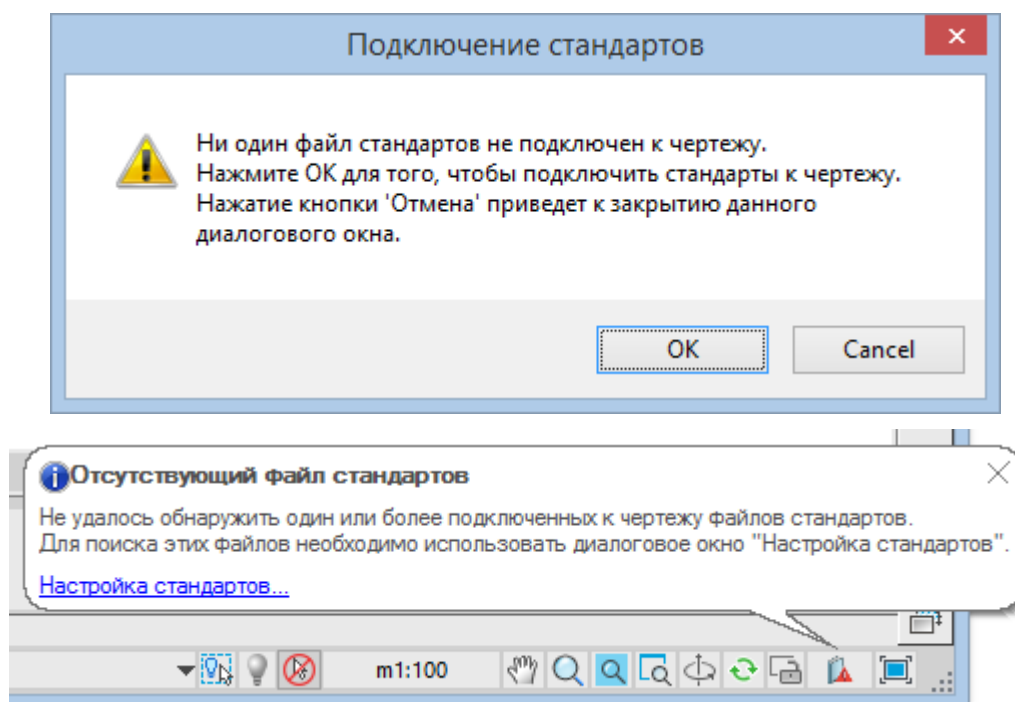 Подключение стандартов
Ни один файл стандартов не подключен к чертежу.
Нажмите ОК для того, чтобы подключить стандарты к чертежу.
Нажатие кнопки 'Отмена' приведет к закрытию данного
диалогового окна.
OK
Cancel
Отсутствующий файл стандартов
Не удалось обнаружить один или более подключенных к чертежу файлов стандартов.
Для поиска этих файлов необходимо использовать диалоговое окно "Настройка стандартов".
Настройка стандартов...
m1:100